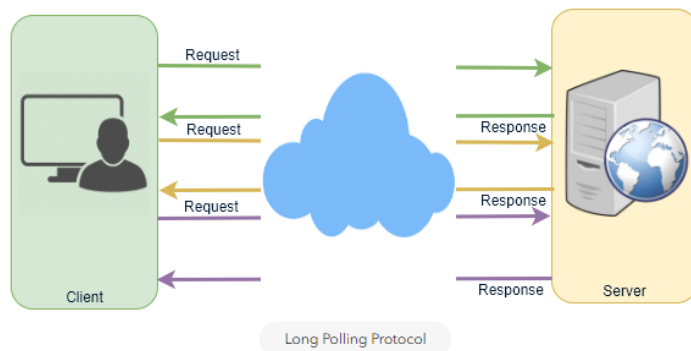 Request
Request
Response
Response
Request
Response
Client
Server
Long Polling Protocol